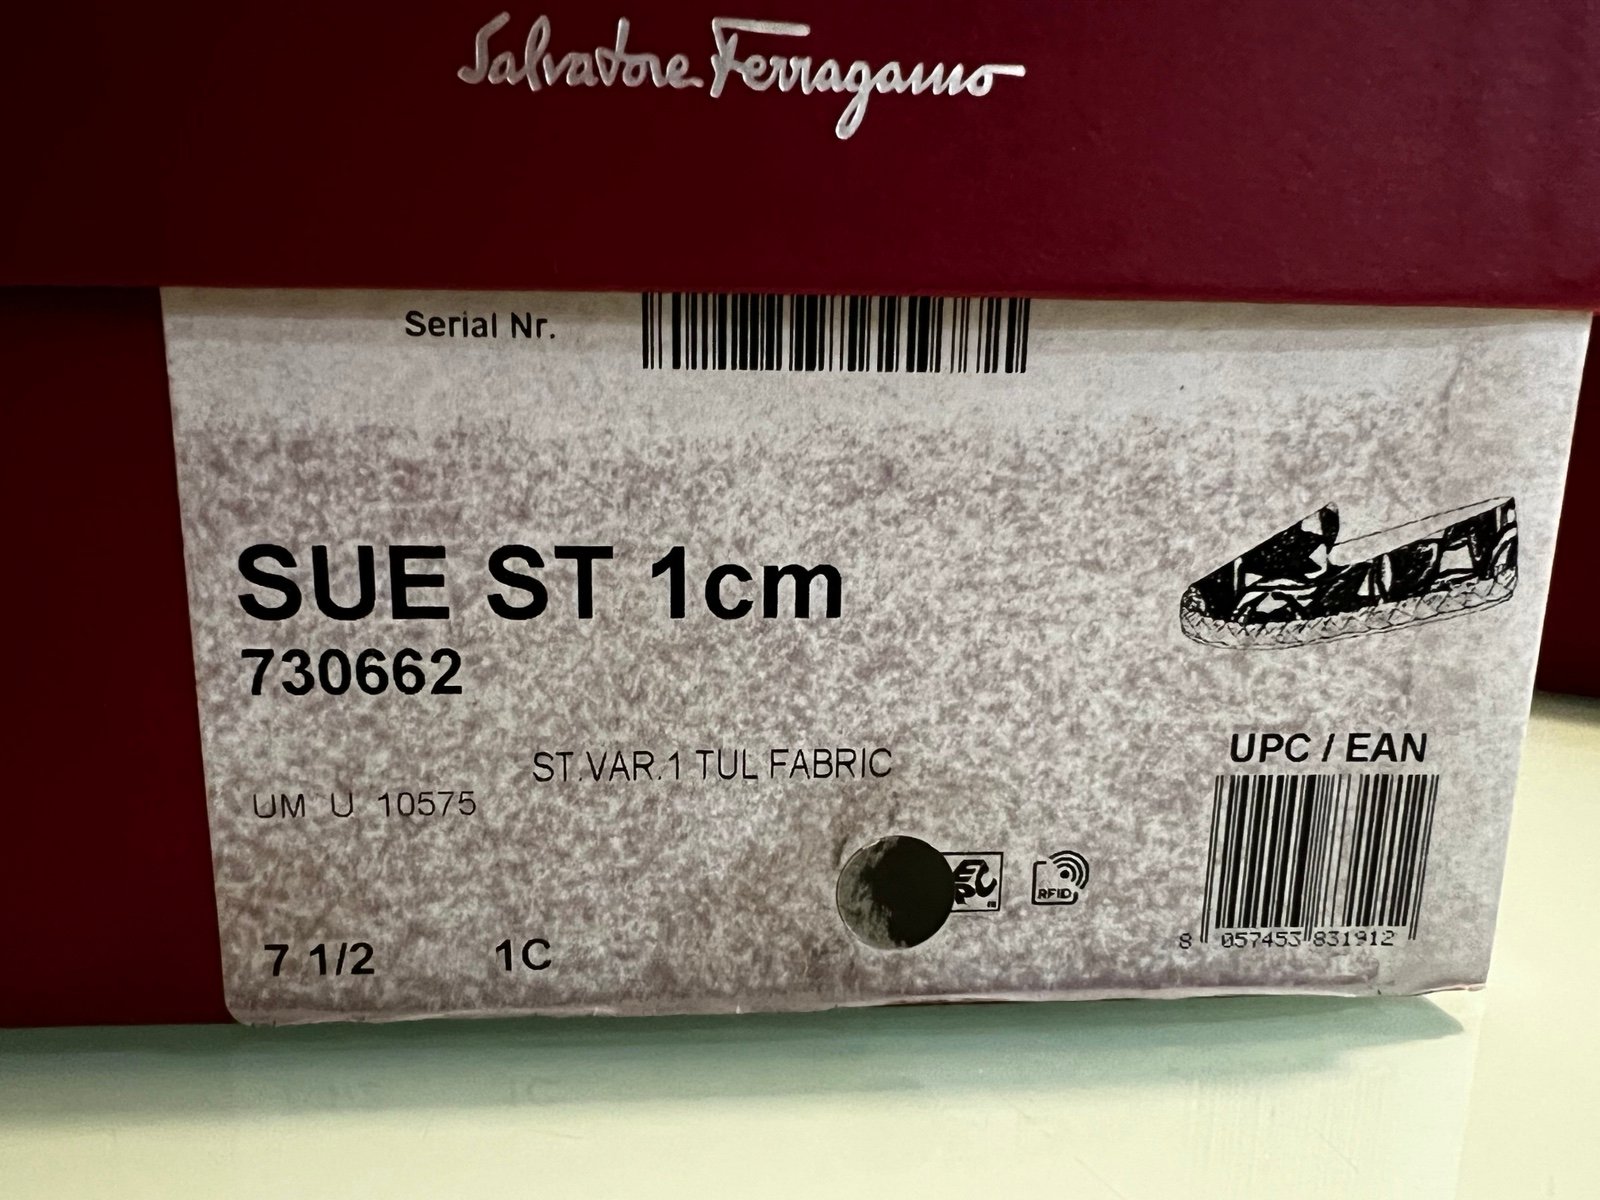 Salvatore Ferragamo
Serial Nr.
SUE ST 1cm
730662
ST.VAR.1 TUL FABRIC
UM U 10575
UPC / EAN
RFID
8 057453 831912
7 1/2 1C